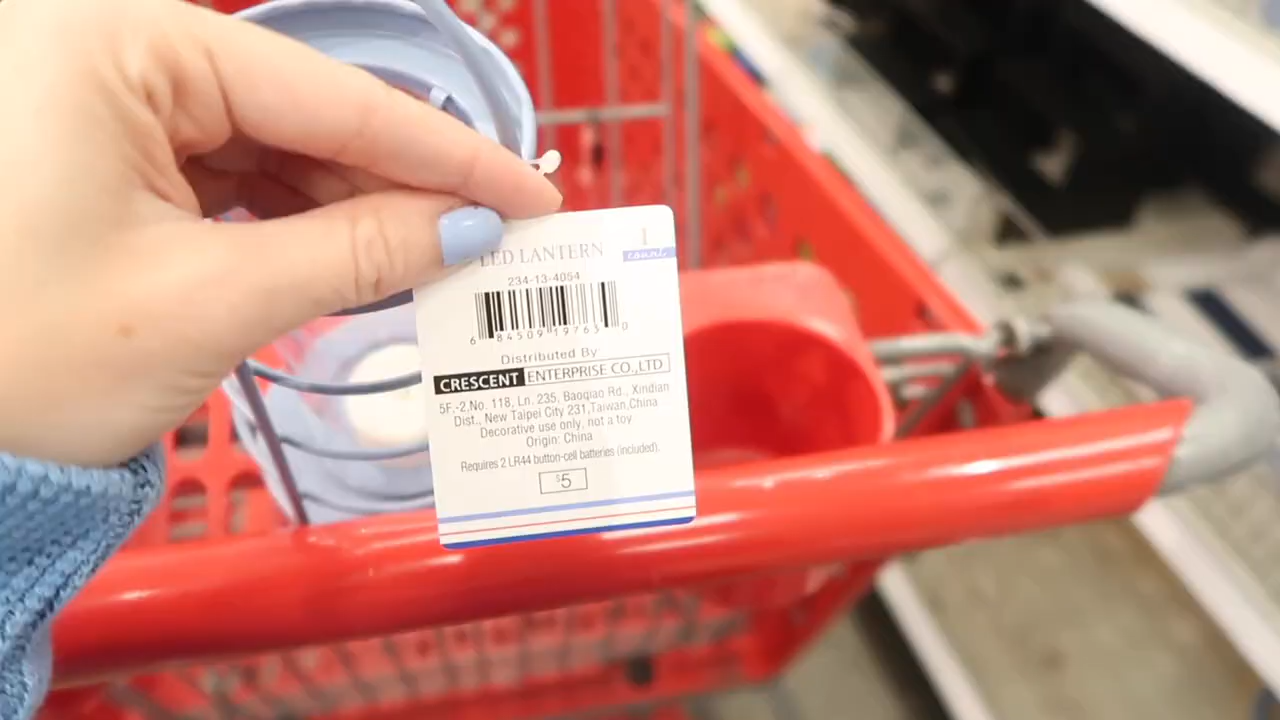 LED LANTERN
1
count
234-13-4054
6 84509 19763 0
Distributed By
CRESCENT ENTERPRISE CO.,LTD
5F,-2,No. 118, Ln. 235, Baoqiao Rd., Xindian
Dist., New Taipei City 231,Taiwan,China
Decorative use only, not a toy
Origin: China
Requires 2 LR44 button-cell batteries (included).
$5